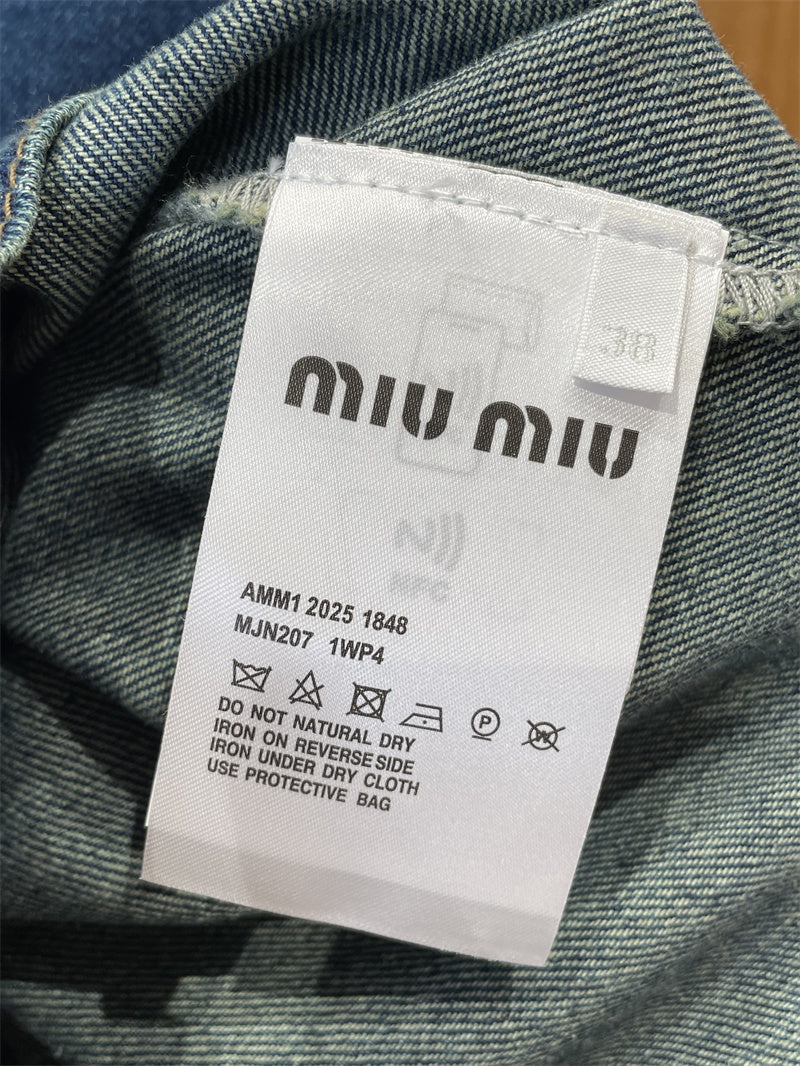 38
miu miu
NFC
AMM1 2025 1848
MJN207 1WP4
P
W
DO NOT NATURAL DRY
IRON ON REVERSE SIDE
IRON UNDER DRY CLOTH
USE PROTECTIVE BAG